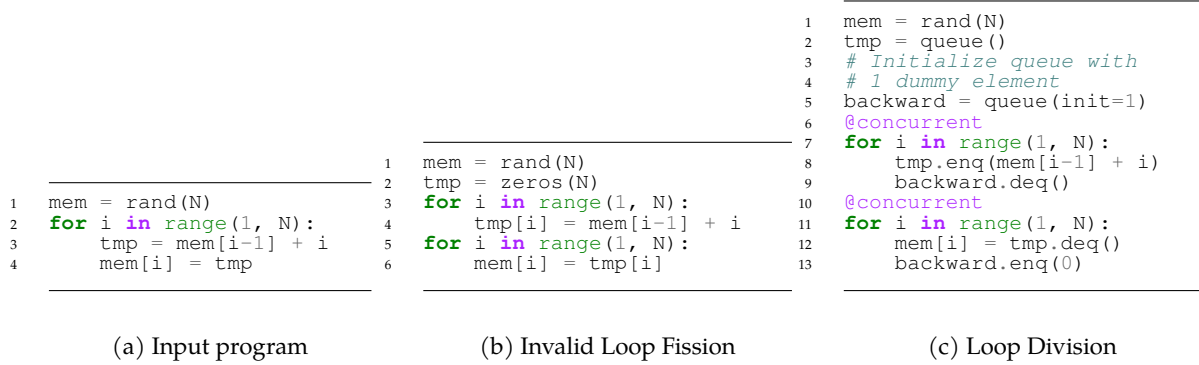 1 mem = rand(N)
2 for i in range(1, N):
3     tmp = mem[i-1] + i
4     mem[i] = tmp
(a) Input program
1 mem = rand(N)
2 tmp = zeros(N)
3 for i in range(1, N):
4     tmp[i] = mem[i-1] + i
5 for i in range(1, N):
6     mem[i] = tmp[i]
(b) Invalid Loop Fission
1 mem = rand(N)
2 tmp = queue()
3 # Initialize queue with
4 # 1 dummy element
5 backward = queue(init=1)
6 @concurrent
7 for i in range(1, N):
8     tmp.enq(mem[i-1] + i)
9     backward.deq()
10 @concurrent
11 for i in range(1, N):
12     mem[i] = tmp.deq()
13     backward.enq(0)
(c) Loop Division